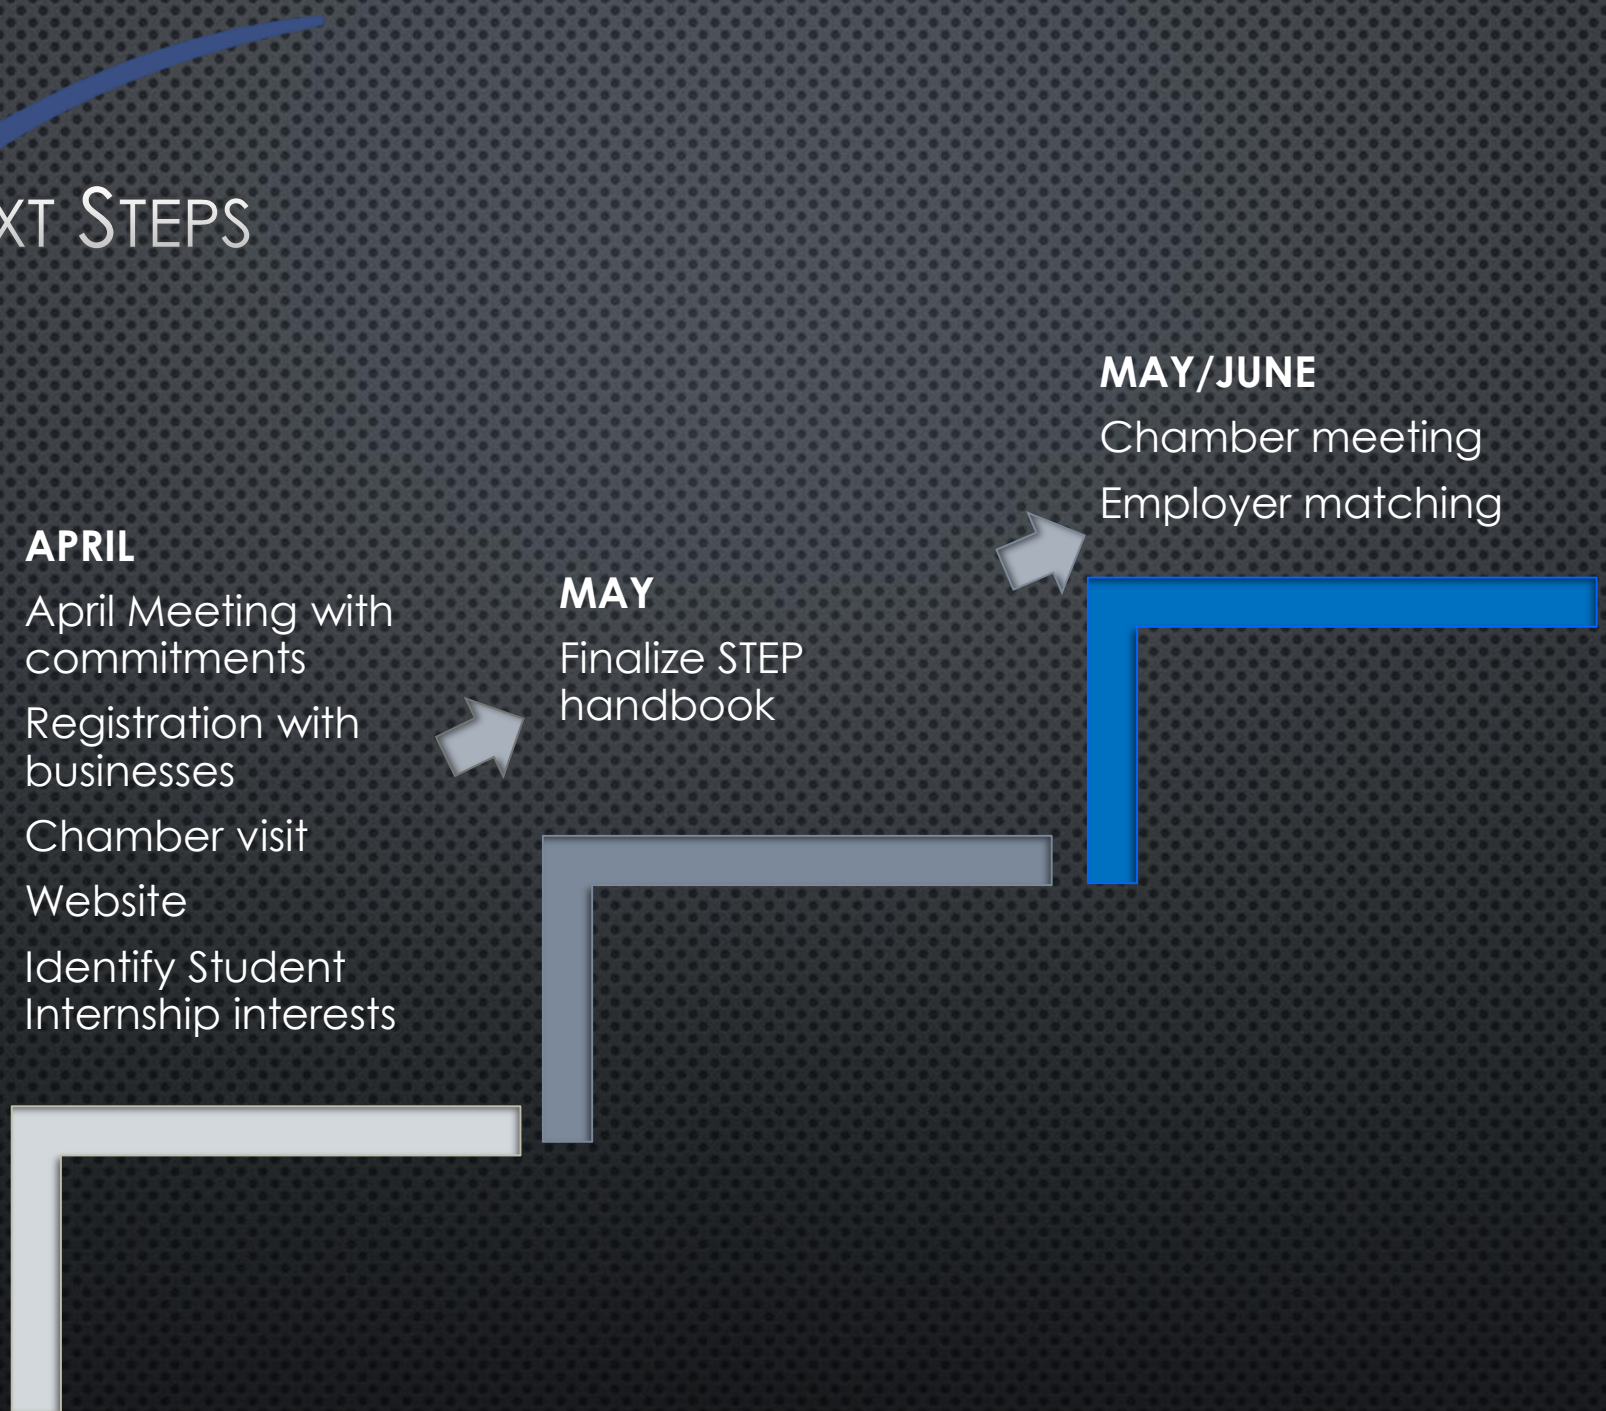 XT STEPS
APRIL
April Meeting with
commitments
Registration with
businesses
Chamber visit
Website
Identify Student
Internship interests
MAY
Finalize STEP
handbook
MAY/JUNE
Chamber meeting
Employer matching